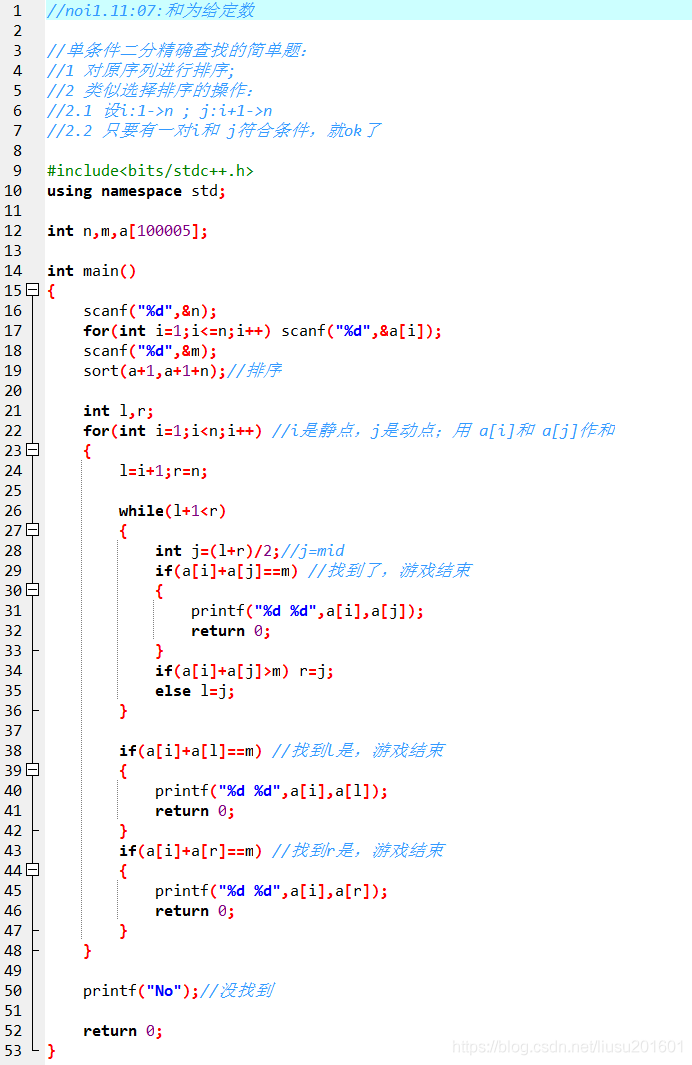 1 //noi1.11:07:和为给定数
2
3 //单条件二分精确查找的简单题:
4 //1 对原序列进行排序;
5 //2 类似选择排序的操作:
6 //2.1 设i:1->n ; j:i+1->n
7 //2.2 只要有一对i和 j符合条件, 就ok了
8
9 #include<bits/stdc++.h>
10 using namespace std;
11
12 int n,m,a[100005];
13
14 int main()
15 {
16     scanf("%d",&n);
17     for(int i=1;i<=n;i++) scanf("%d",&a[i]);
18     scanf("%d",&m);
19     sort(a+1,a+1+n);//排序
20
21     int l,r;
22     for(int i=1;i<n;i++) //i是静点, j是动点; 用 a[i]和 a[j]作和
23     {
24         l=i+1;r=n;
25
26         while(l+1<r)
27         {
28             int j=(l+r)/2;//j=mid
29             if(a[i]+a[j]==m) //找到了, 游戏结束
30             {
31                 printf("%d %d",a[i],a[j]);
32                 return 0;
33             }
34             if(a[i]+a[j]>m) r=j;
35             else l=j;
36         }
37
38         if(a[i]+a[l]==m) //找到l是, 游戏结束
39         {
40             printf("%d %d",a[i],a[l]);
41             return 0;
42         }
43         if(a[i]+a[r]==m) //找到r是, 游戏结束
44         {
45             printf("%d %d",a[i],a[r]);
46             return 0;
47         }
48     }
49
50     printf("No");//没找到
51
52     return 0;
53 }
https://blog.csdn.net/liusu201601